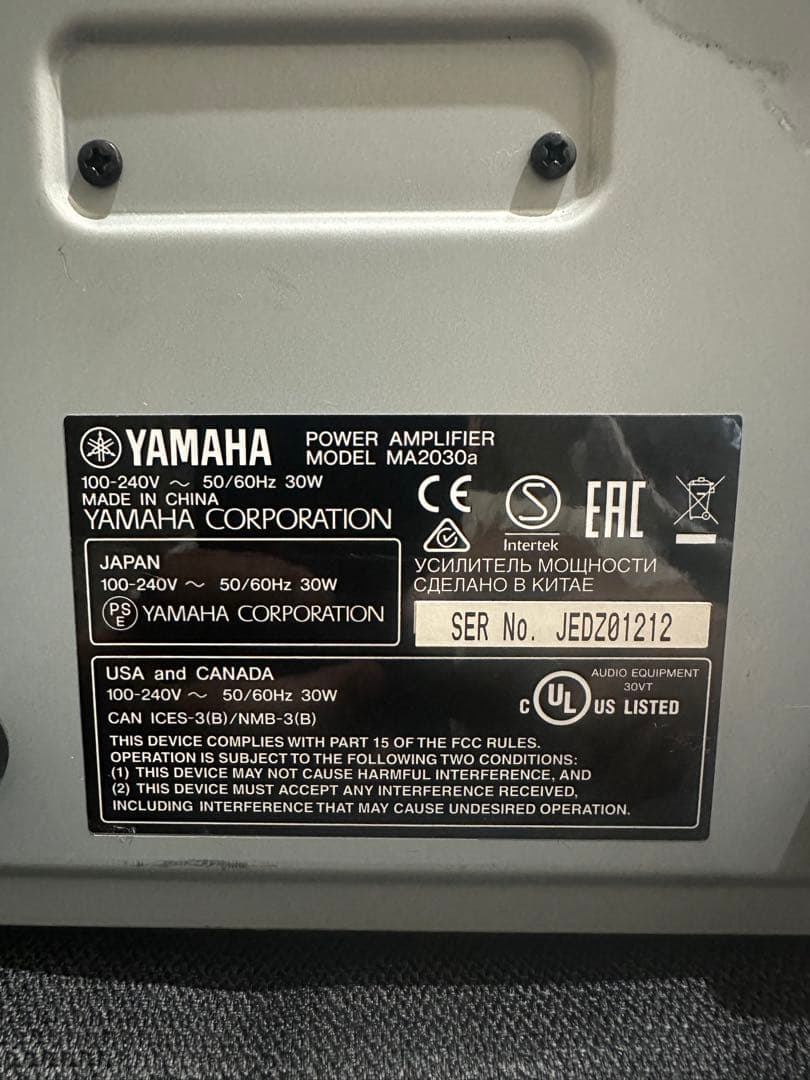 YAMAHA
POWER AMPLIFIER
MODEL MA2030a
100-240V ～ 50/60Hz 30W
MADE IN CHINA
YAMAHA CORPORATION
CE
S
Intertek
EAC
УСИЛИТЕЛЬ МОЩНОСТИ
СДЕЛАНО В КИТАЕ
JAPAN
100-240V ～ 50/60Hz 30W
PSE YAMAHA CORPORATION
SER No. JEDZ01212
USA and CANADA
100-240V ～ 50/60Hz 30W
CAN ICES-3(B)/NMB-3(B)
C UL US LISTED
AUDIO EQUIPMENT
30VT
THIS DEVICE COMPLIES WITH PART 15 OF THE FCC RULES.
OPERATION IS SUBJECT TO THE FOLLOWING TWO CONDITIONS:
(1) THIS DEVICE MAY NOT CAUSE HARMFUL INTERFERENCE, AND
(2) THIS DEVICE MUST ACCEPT ANY INTERFERENCE RECEIVED,
INCLUDING INTERFERENCE THAT MAY CAUSE UNDESIRED OPERATION.